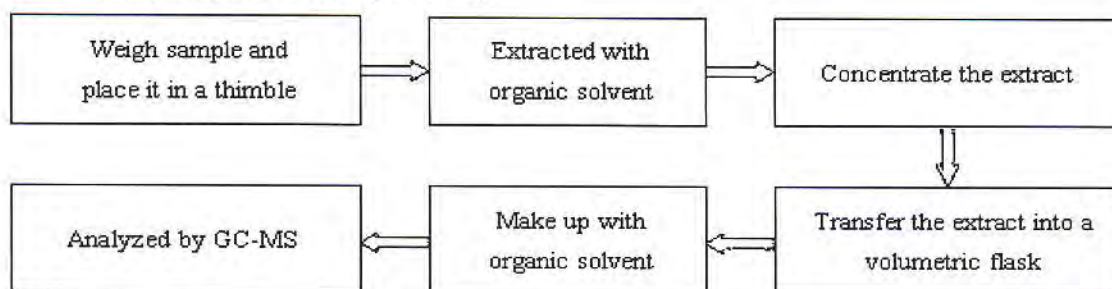 Weigh sample and
place it in a thimble
Extracted with
organic solvent
Concentrate the extract
Transfer the extract into a
volumetric flask
Make up with
organic solvent
Analyzed by GC-MS